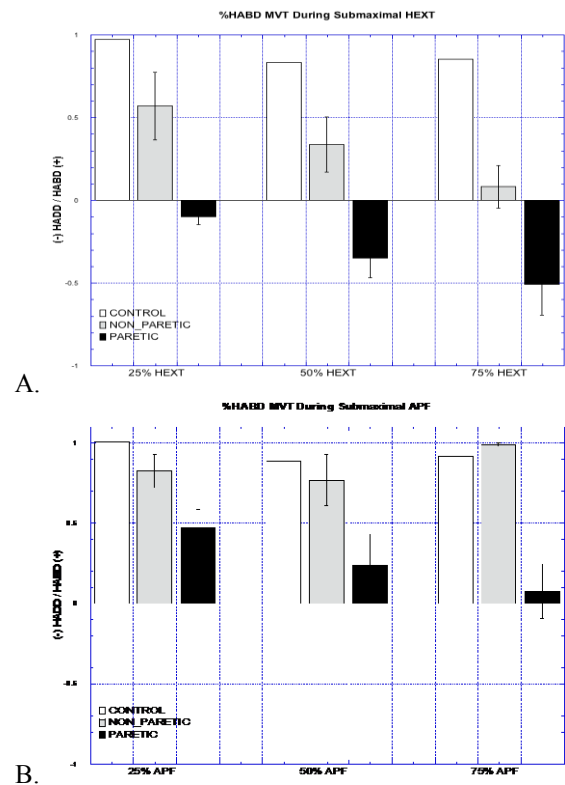 %HABD MVT During Submaximal HEXT
1
0.5
0
-0.5
-1
(-) HADD / HABD (+)
CONTROL
NON_PARETIC
PARETIC
25% HEXT 50% HEXT 75% HEXT
A.
%HABD MVT During Submaximal APF
1
0.5
0
-0.5
-1
(-) HADD / HABD (+)
CONTROL
NON_PARETIC
PARETIC
25% APF 50% APF 75% APF
B.